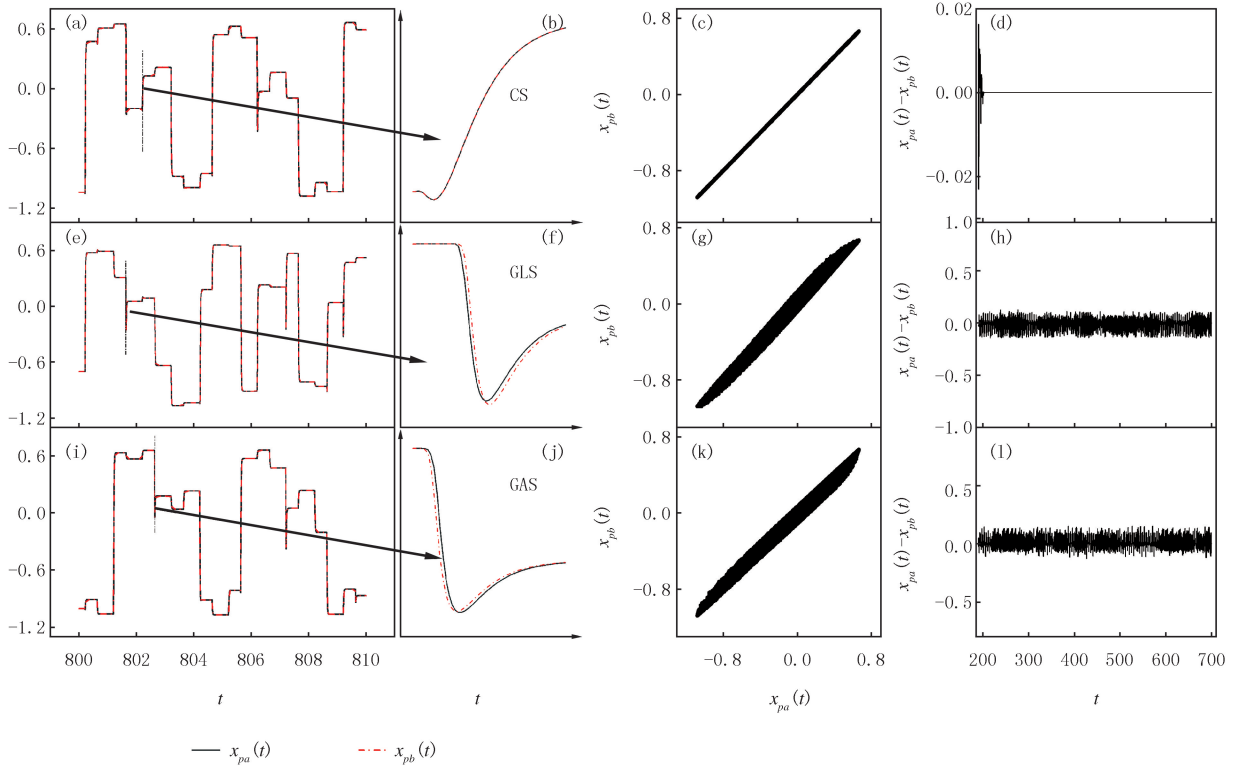 (a) (b) (c) (d)
0.6 0.8 0.02
0.0 CS 0.0 0.00
−0.6 −0.8 −0.02
−1.2
x_pb(t) x_pa(t)−x_pb(t)
(e) (f) (g) (h)
0.6 0.8 1.0
0.0 GLS 0.0 0.5
−0.6 −0.8 0.0
−1.2 −0.5
−1.0
x_pb(t) x_pa(t)−x_pb(t)
(i) (j) (k) (l)
0.6 0.8 0.5
0.0 GAS 0.0 0.0
−0.6 −0.8 −0.5
−1.2
x_pb(t) x_pa(t)−x_pb(t)
800 802 804 806 808 810 −0.8 0.0 0.8 200 300 400 500 600 700
t t x_pa(t) t
x_pa(t) x_pb(t)